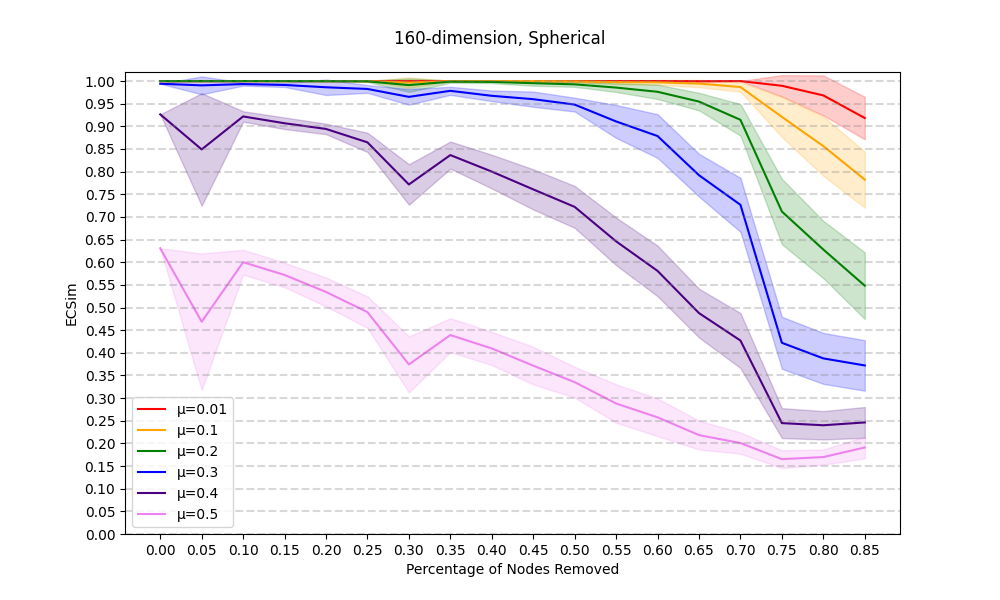 160-dimension, Spherical
ECSim
1.00
0.95
0.90
0.85
0.80
0.75
0.70
0.65
0.60
0.55
0.50
0.45
0.40
0.35
0.30
0.25
0.20
0.15
0.10
0.05
0.00
μ=0.01
μ=0.1
μ=0.2
μ=0.3
μ=0.4
μ=0.5
0.00 0.05 0.10 0.15 0.20 0.25 0.30 0.35 0.40 0.45 0.50 0.55 0.60 0.65 0.70 0.75 0.80 0.85
Percentage of Nodes Removed